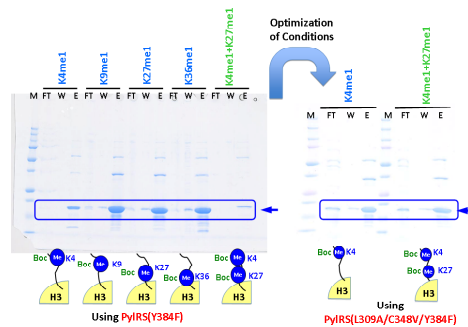 Optimization
of Conditions
K4me1
K9me1
K27me1
K36me1
K4me1+K27me1
M FT W E FT W E FT W E FT W E FT W E
K4me1
K4me1+K27me1
M FT W E FT W E
Boc Me K4
H3
Boc Me K9
H3
Boc Me K27
H3
Boc Me K36
H3
Boc Me K4
Boc Me K27
H3
Me K4
Boc
H3
Me K4
Boc Me K27
H3
Using PylRS(Y384F)
Using
PylRS(L309A/C348V/Y384F)